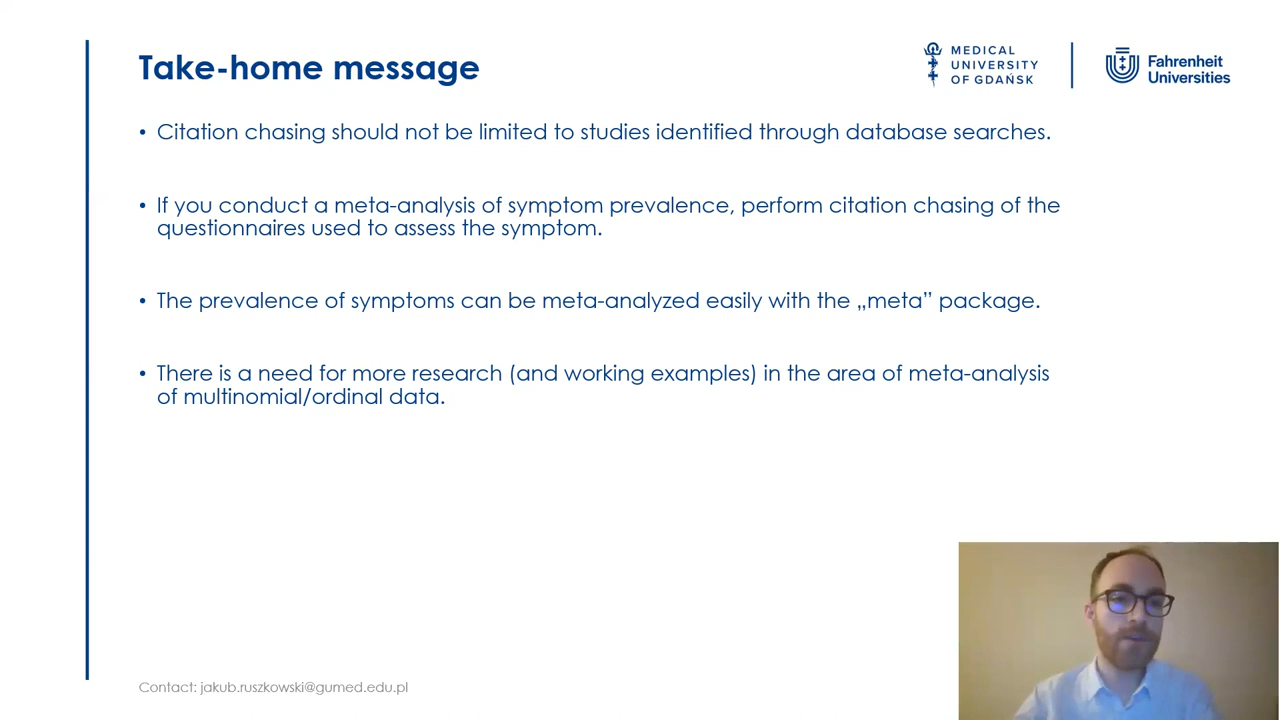 Take-home message
MEDICAL
UNIVERSITY
OF GDAŃSK
Fahrenheit
Universities
• Citation chasing should not be limited to studies identified through database searches.
• If you conduct a meta-analysis of symptom prevalence, perform citation chasing of the
questionnaires used to assess the symptom.
• The prevalence of symptoms can be meta-analyzed easily with the „meta” package.
• There is a need for more research (and working examples) in the area of meta-analysis
of multinomial/ordinal data.
Contact: jakub.ruszkowski@gumed.edu.pl